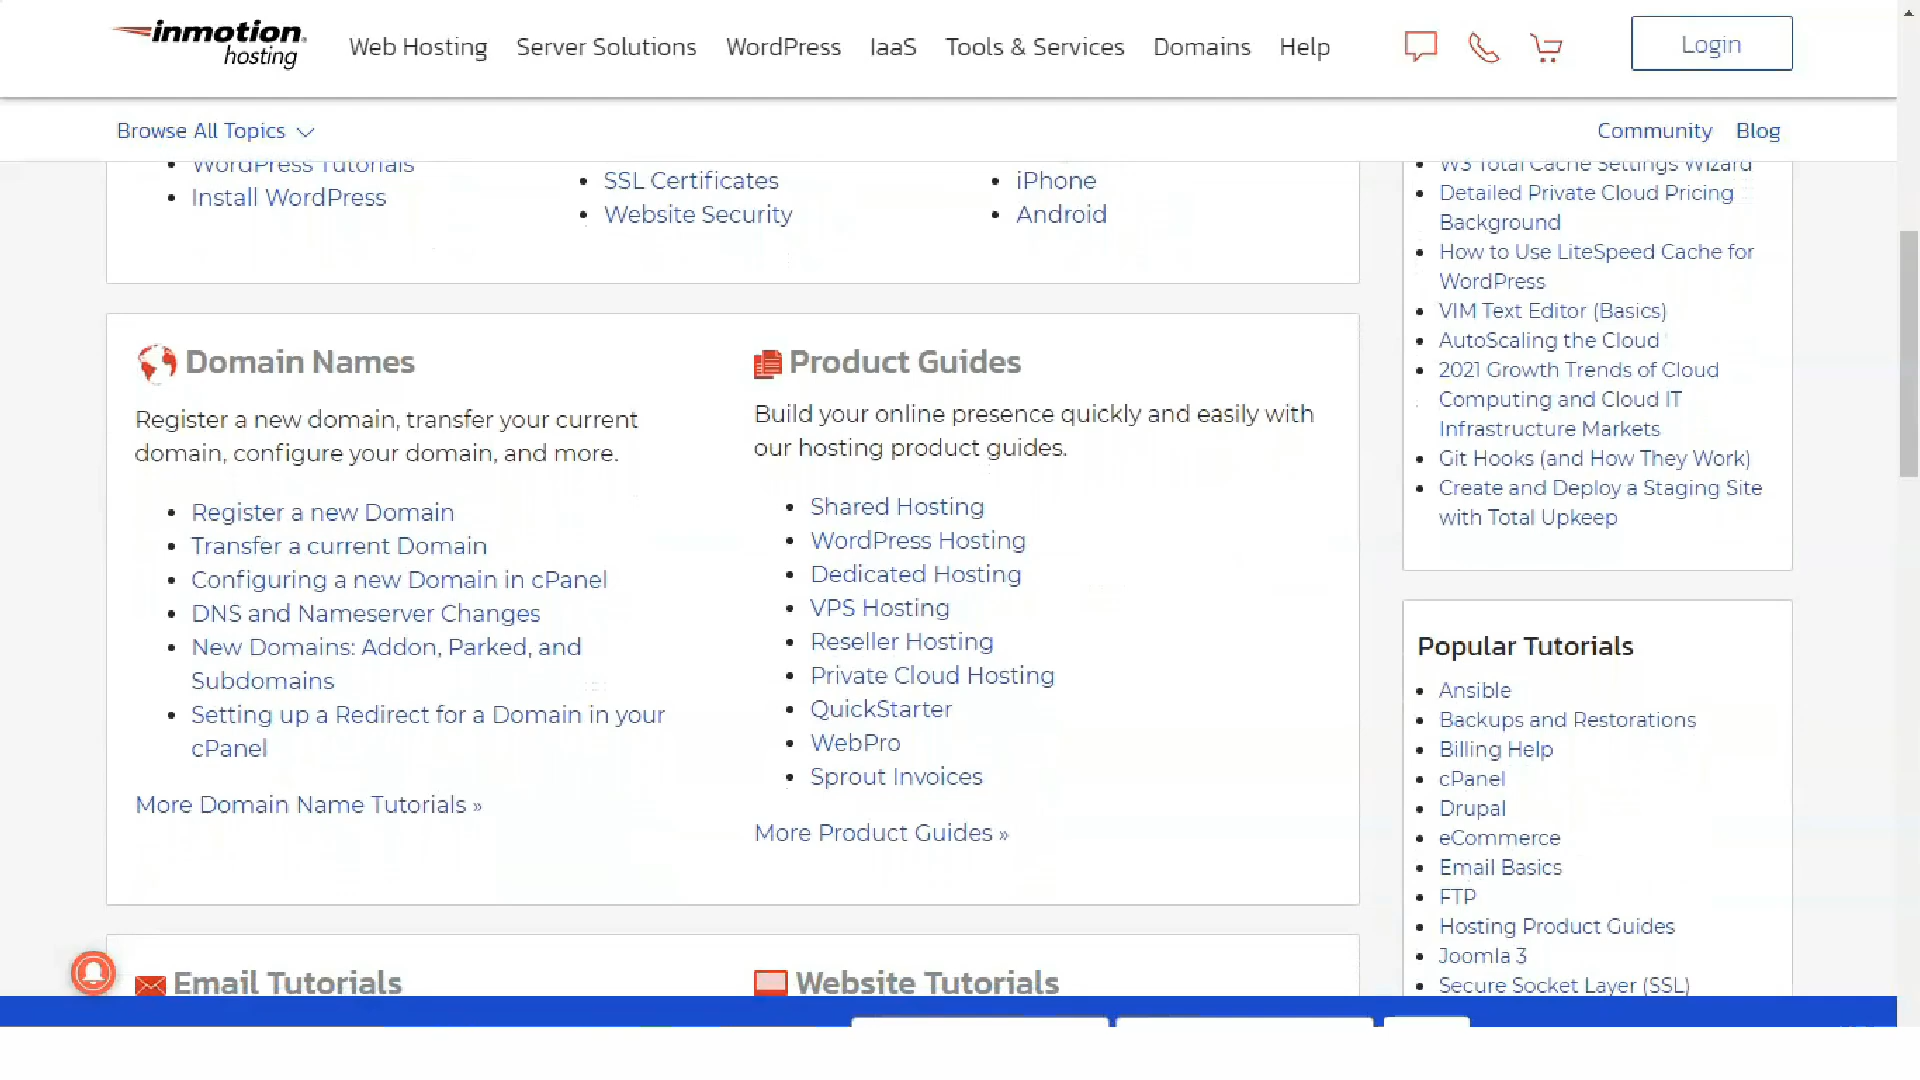 inmotion
hosting
Web Hosting
Server Solutions
WordPress
IaaS
Tools & Services
Domains
Help
Login
Browse All Topics
Community
Blog
WordPress Tutorials
Install WordPress
SSL Certificates
Website Security
iPhone
Android
W3 Total Cache Settings Wizard
Detailed Private Cloud Pricing
Background
How to Use LiteSpeed Cache for
WordPress
VIM Text Editor (Basics)
AutoScaling the Cloud
2021 Growth Trends of Cloud
Computing and Cloud IT
Infrastructure Markets
Git Hooks (and How They Work)
Create and Deploy a Staging Site
with Total Upkeep
Domain Names
Register a new domain, transfer your current
domain, configure your domain, and more.
Register a new Domain
Transfer a current Domain
Configuring a new Domain in cPanel
DNS and Nameserver Changes
New Domains: Addon, Parked, and
Subdomains
Setting up a Redirect for a Domain in your
cPanel
More Domain Name Tutorials »
Product Guides
Build your online presence quickly and easily with
our hosting product guides.
Shared Hosting
WordPress Hosting
Dedicated Hosting
VPS Hosting
Reseller Hosting
Private Cloud Hosting
QuickStarter
WebPro
Sprout Invoices
More Product Guides »
Popular Tutorials
Ansible
Backups and Restorations
Billing Help
cPanel
Drupal
eCommerce
Email Basics
FTP
Hosting Product Guides
Joomla 3
Secure Socket Layer (SSL)
Email Tutorials
Website Tutorials